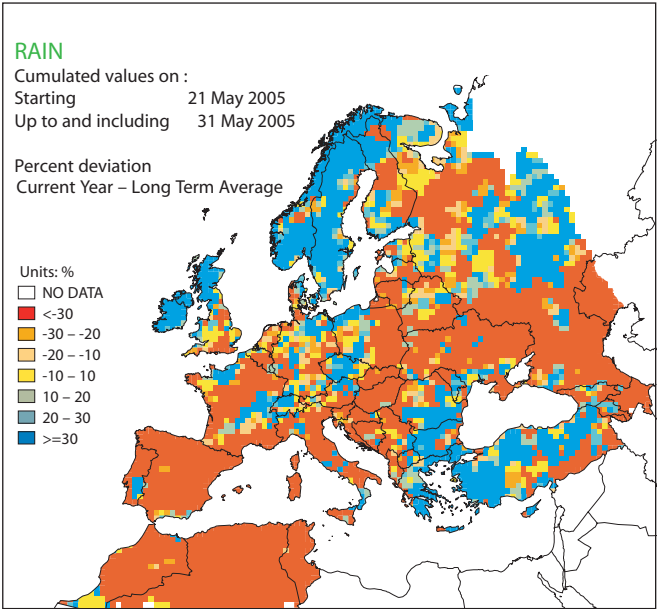 RAIN
Cumulated values on :
Starting 21 May 2005
Up to and including 31 May 2005
Percent deviation
Current Year – Long Term Average
Units: %
NO DATA
<-30
-30 – -20
-20 – -10
-10 – 10
10 – 20
20 – 30
>=30